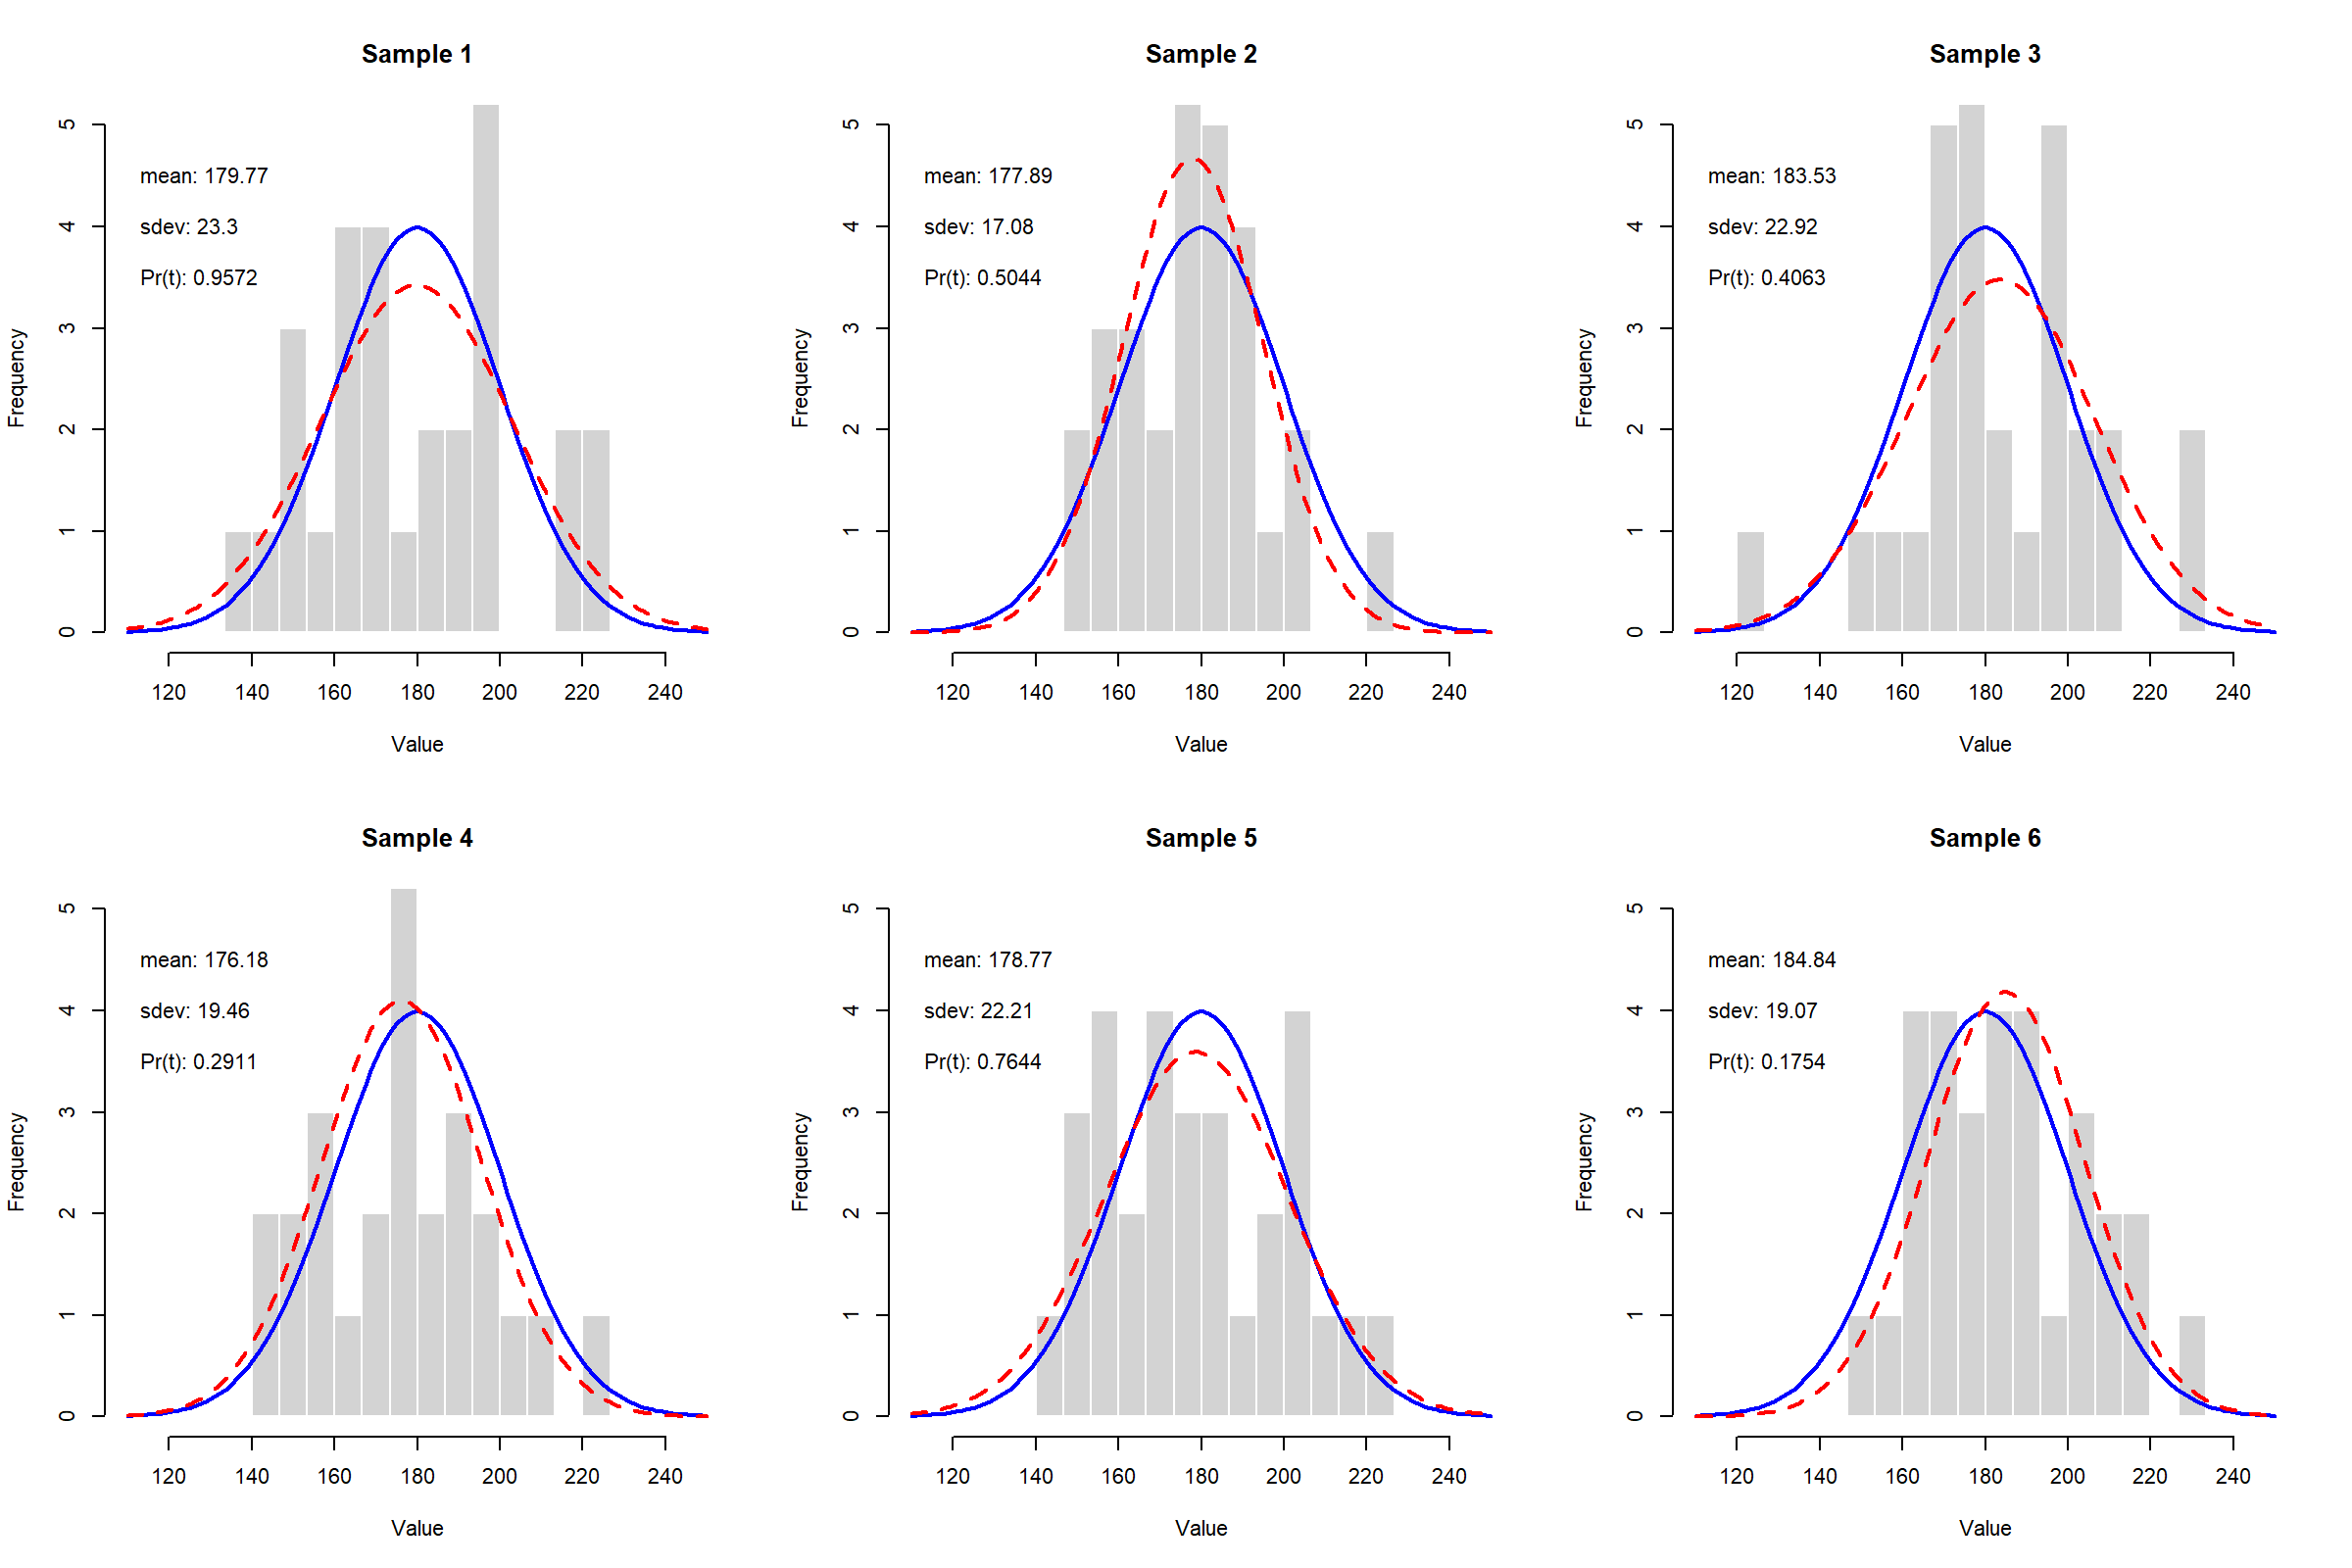 Sample 1
mean: 179.77
sdev: 23.3
Pr(t): 0.9572
Frequency
0 1 2 3 4 5
120 140 160 180 200 220 240
Value
Sample 2
mean: 177.89
sdev: 17.08
Pr(t): 0.5044
Frequency
0 1 2 3 4 5
120 140 160 180 200 220 240
Value
Sample 3
mean: 183.53
sdev: 22.92
Pr(t): 0.4063
Frequency
0 1 2 3 4 5
120 140 160 180 200 220 240
Value
Sample 4
mean: 176.18
sdev: 19.46
Pr(t): 0.2911
Frequency
0 1 2 3 4 5
120 140 160 180 200 220 240
Value
Sample 5
mean: 178.77
sdev: 22.21
Pr(t): 0.7644
Frequency
0 1 2 3 4 5
120 140 160 180 200 220 240
Value
Sample 6
mean: 184.84
sdev: 19.07
Pr(t): 0.1754
Frequency
0 1 2 3 4 5
120 140 160 180 200 220 240
Value